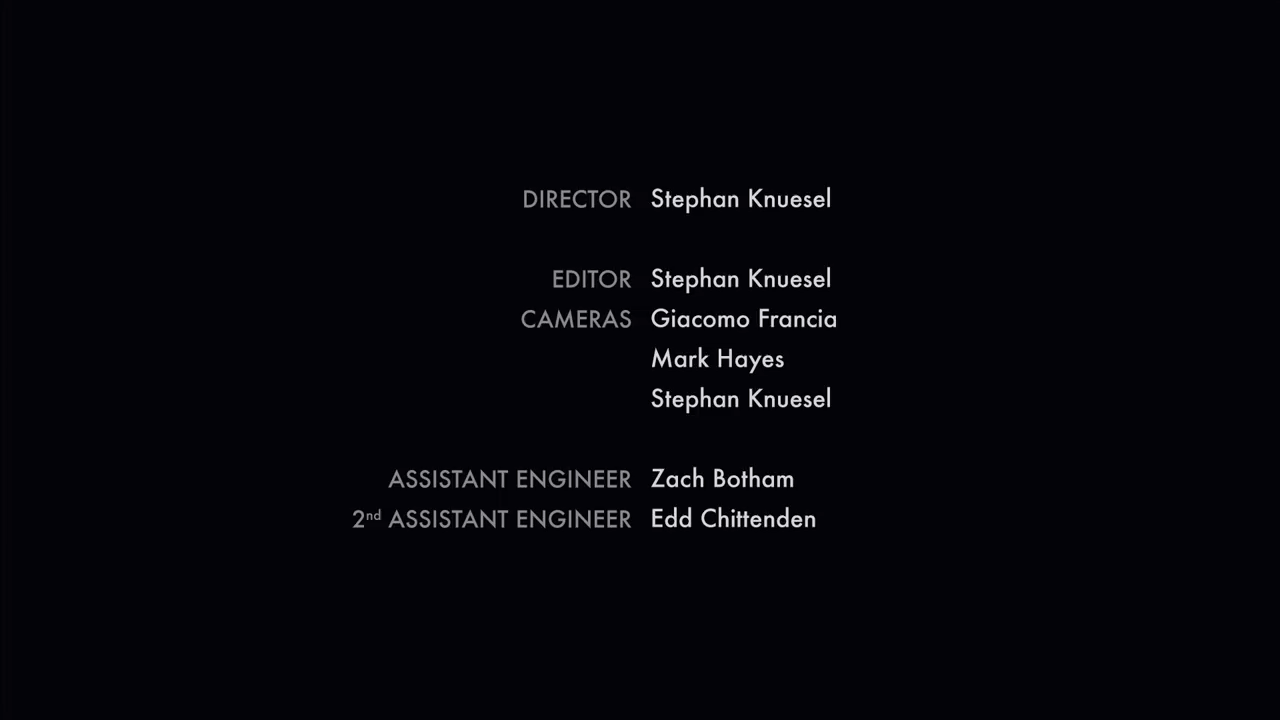 DIRECTOR Stephan Knuesel
EDITOR Stephan Knuesel
CAMERAS Giacomo Francia
Mark Hayes
Stephan Knuesel
ASSISTANT ENGINEER Zach Botham
2nd ASSISTANT ENGINEER Edd Chittenden